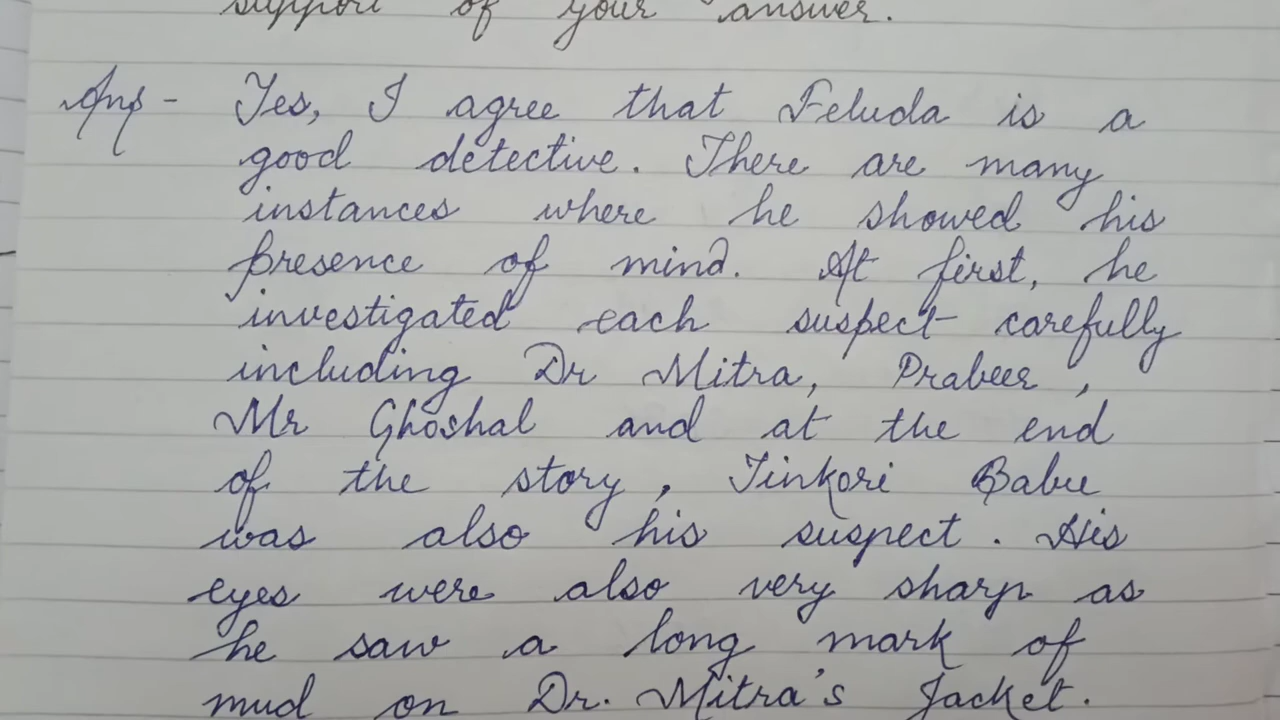 support of your answer.
Ans - Yes, I agree that Feluda is a
good detective. There are many
instances where he showed his
presence of mind. At first, he
investigated each suspect carefully
including Dr Mitra, Prabeer ,
Mr Ghoshal and at the end
of the story , Tinkori Babu
was also his suspect . His
eyes were also very sharp as
he saw a long mark of
mud on Dr. Mitra's Jacket.